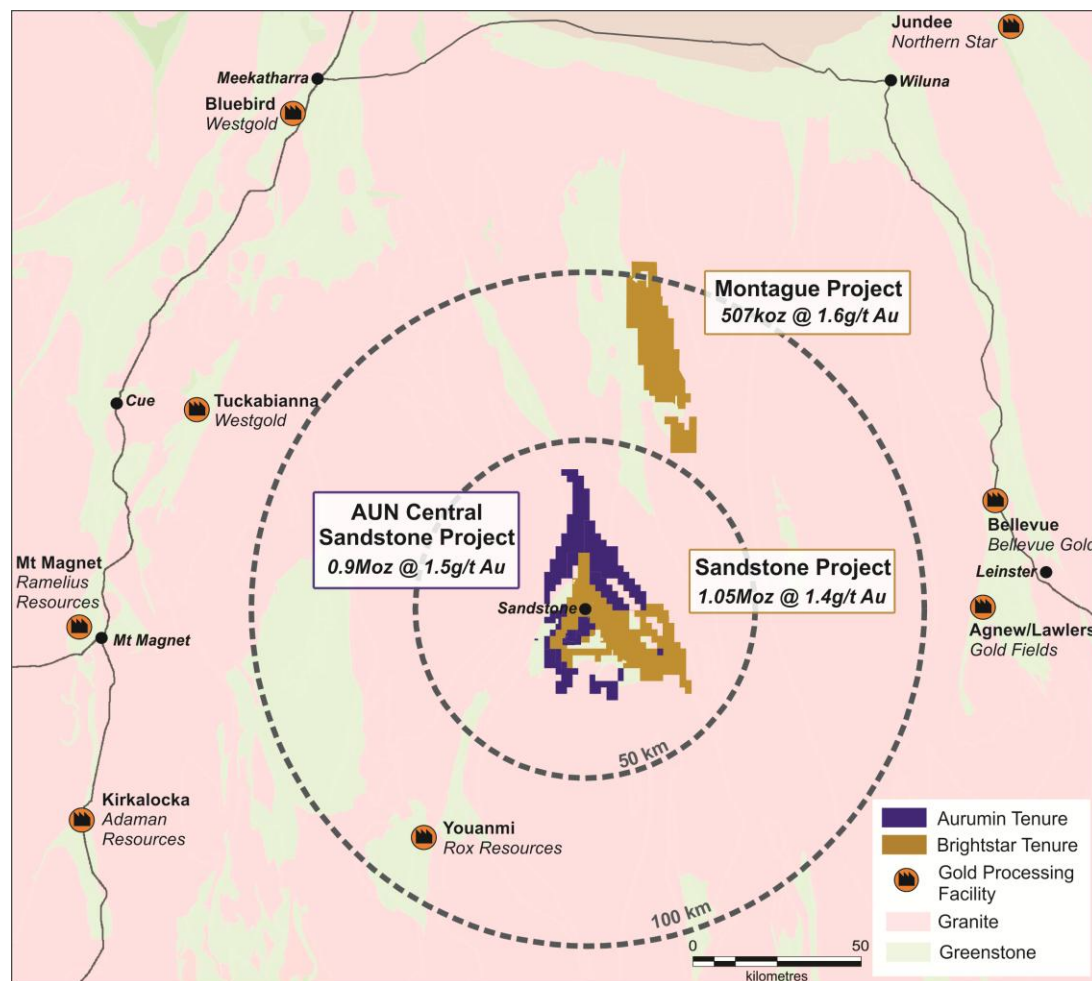 Jundee
Northern Star
Meekatharra
Wiluna
Bluebird
Westgold
Montague Project
507koz @ 1.6g/t Au
Cue
Tuckabianna
Westgold
AUN Central
Sandstone Project
0.9Moz @ 1.5g/t Au
Bellevue
Bellevue Gold
Mt Magnet
Ramelius
Resources
Sandstone Project
1.05Moz @ 1.4g/t Au
Leinster
Sandstone
Mt Magnet
Agnew/Lawlers
Gold Fields
50 km
Kirkalocka
Adaman
Resources
Youanmi
Rox Resources
100 km
Aurumin Tenure
Brightstar Tenure
Gold Processing
Facility
Granite
Greenstone
0 50
kilometres